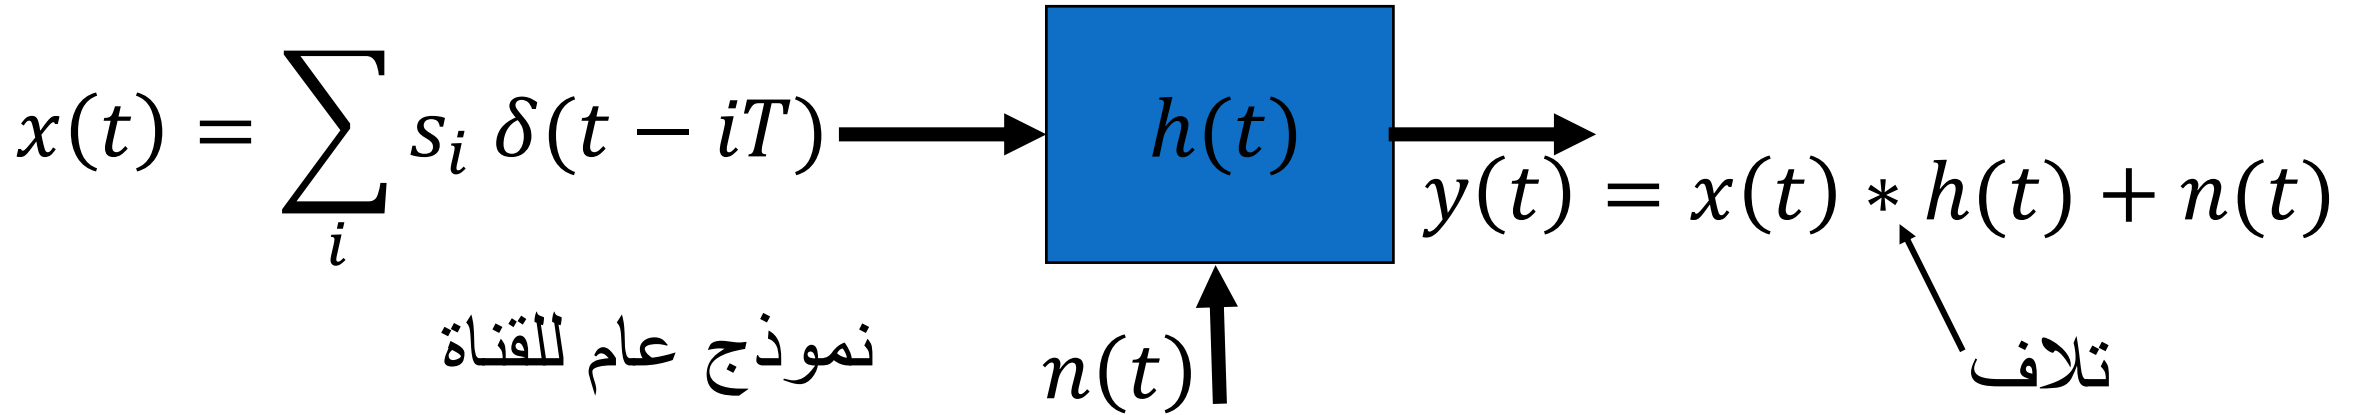 x(t) = ∑_i s_i δ(t − iT)
h(t)
y(t) = x(t) * h(t) + n(t)
نموذج عام للقناة
n(t)
تلاف